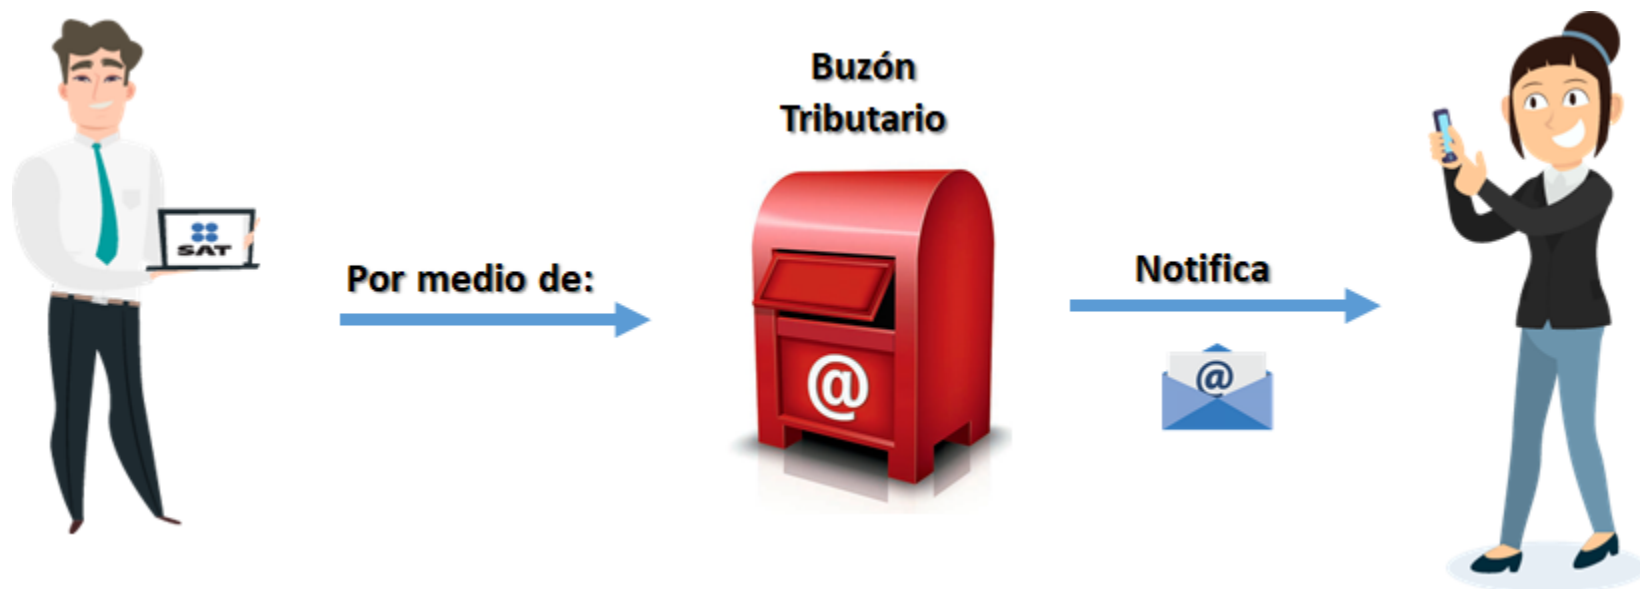 SAT
Por medio de:
Buzón
Tributario
@
Notifica
@